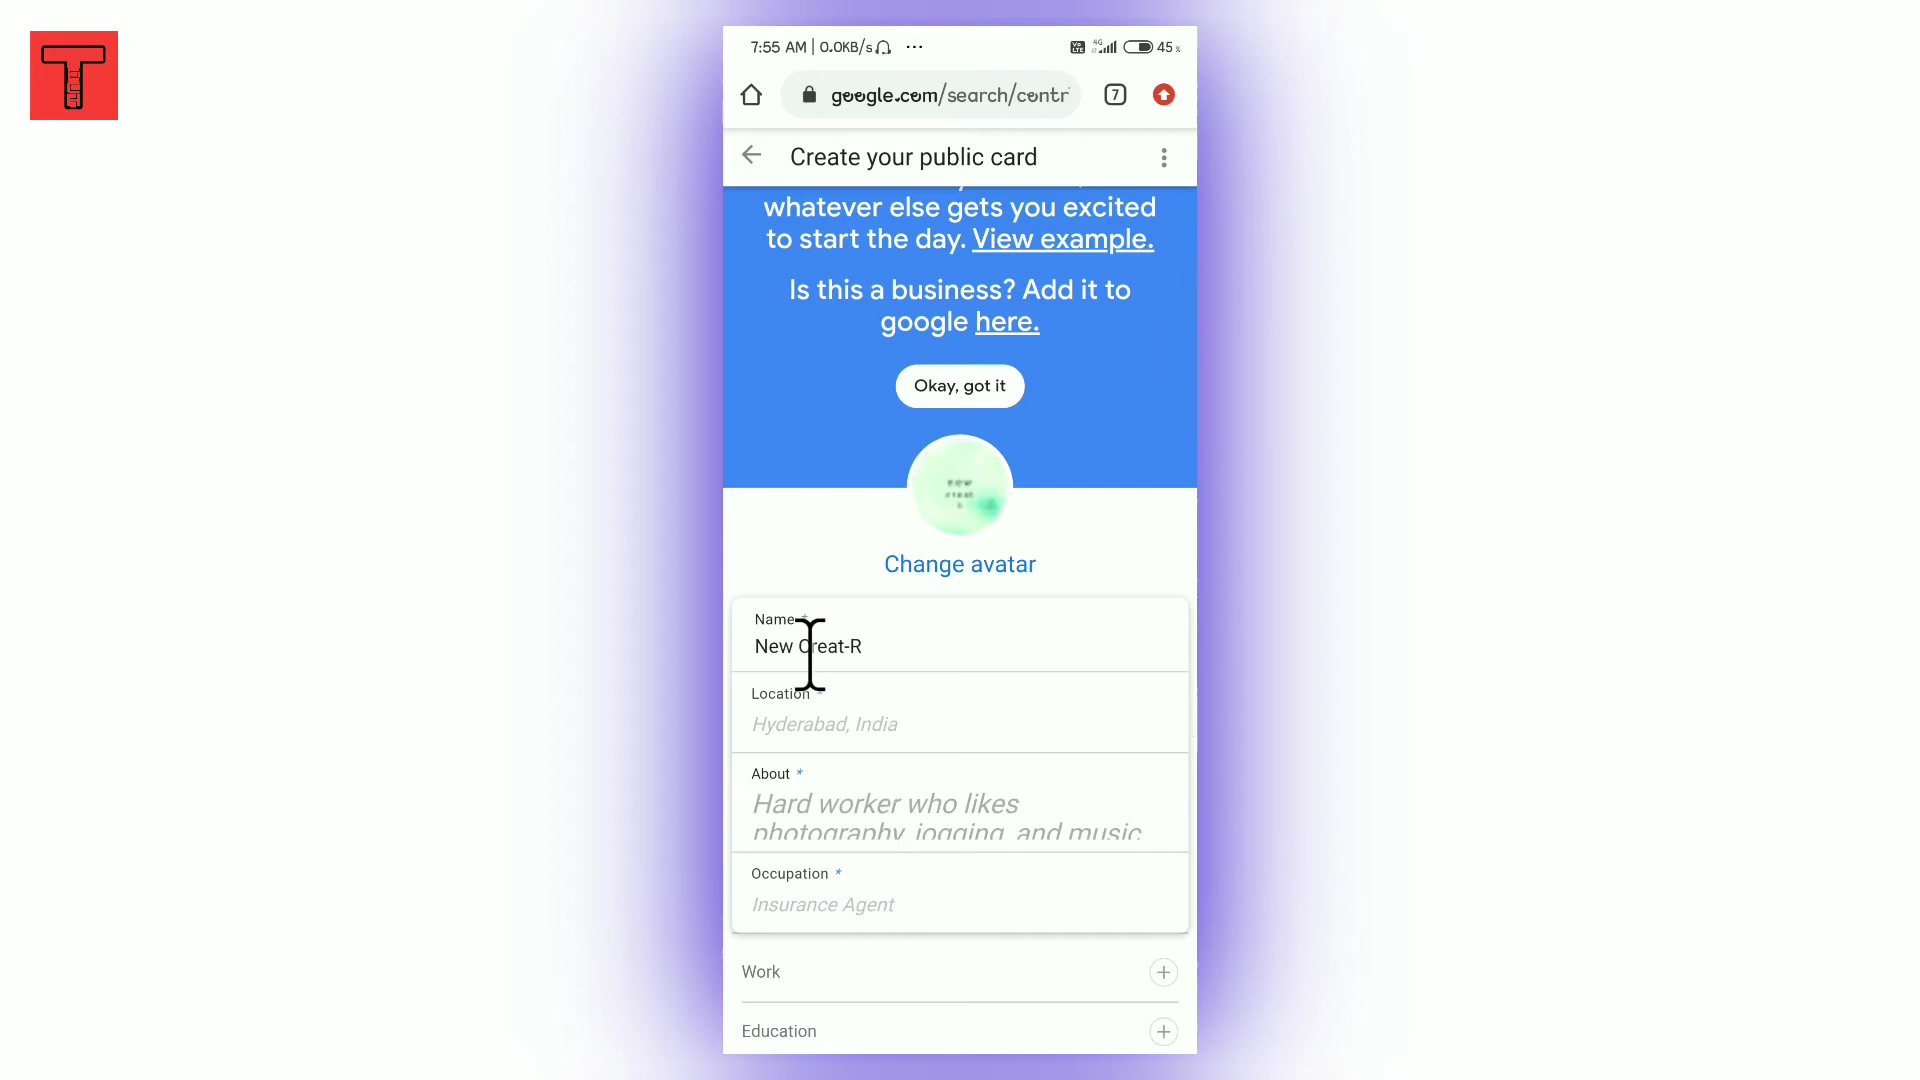 T
7:55 AM | 0.0KB/s ...
Vo LTE 4G 45 %
google.com/search/contr
7
Create your public card
whatever else gets you excited
to start the day. View example.
Is this a business? Add it to
google here.
Okay, got it
Change avatar
Name *
New Creat-R
Location *
Hyderabad, India
About *
Hard worker who likes
photography, jogging, and music
Occupation *
Insurance Agent
Work
Education